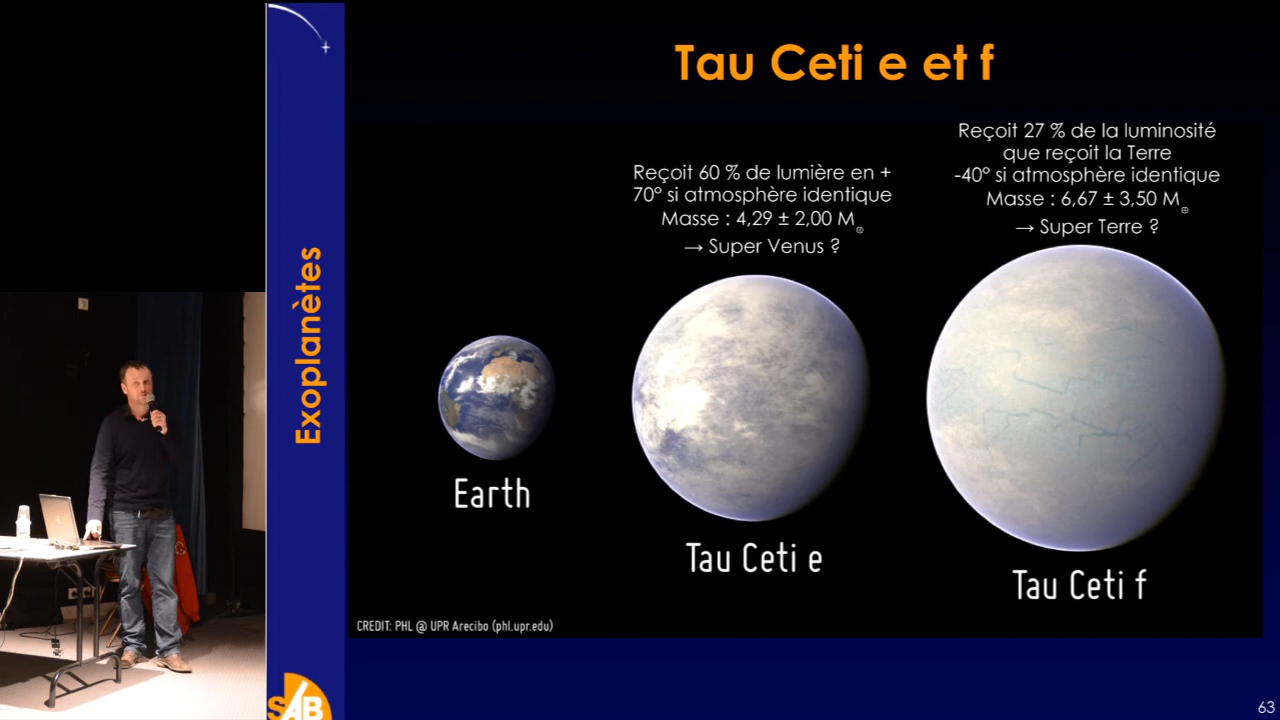 Tau Ceti e et f
Reçoit 60 % de lumière en +
70° si atmosphère identique
Masse : 4,29 ± 2,00 M⊕
→ Super Venus ?
Reçoit 27 % de la luminosité
que reçoit la Terre
-40° si atmosphère identique
Masse : 6,67 ± 3,50 M⊕
→ Super Terre ?
Exoplanètes
Earth
Tau Ceti e
Tau Ceti f
CREDIT: PHL @ UPR Arecibo (phl.upr.edu)
SAB
63